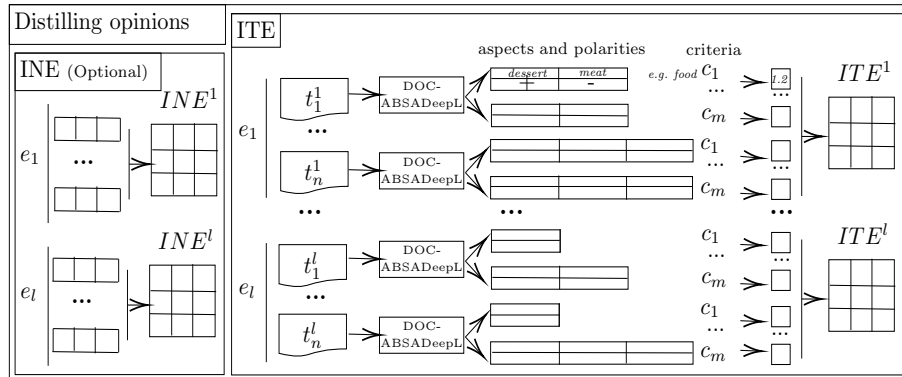 Distilling opinions
INE (Optional)
INE^1
e_1
...
INE^l
e_l
...
ITE
aspects and polarities
criteria
e_1
t_1^1
DOC-
ABSADeepL
dessert meat
+ -
e.g. food c_1
1.2
ITE^1
...
... ...
c_m
t_n^1
DOC-
ABSADeepL
c_1
... ...
c_m
... ... ...
e_l
t_1^l
DOC-
ABSADeepL
c_1
ITE^l
... ...
c_m
...
t_n^l
DOC-
ABSADeepL
c_1
... ...
c_m